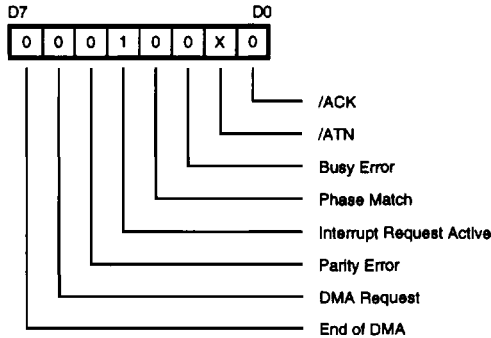 D7 D0
0 0 0 1 0 0 X 0
/ACK
/ATN
Busy Error
Phase Match
Interrupt Request Active
Parity Error
DMA Request
End of DMA